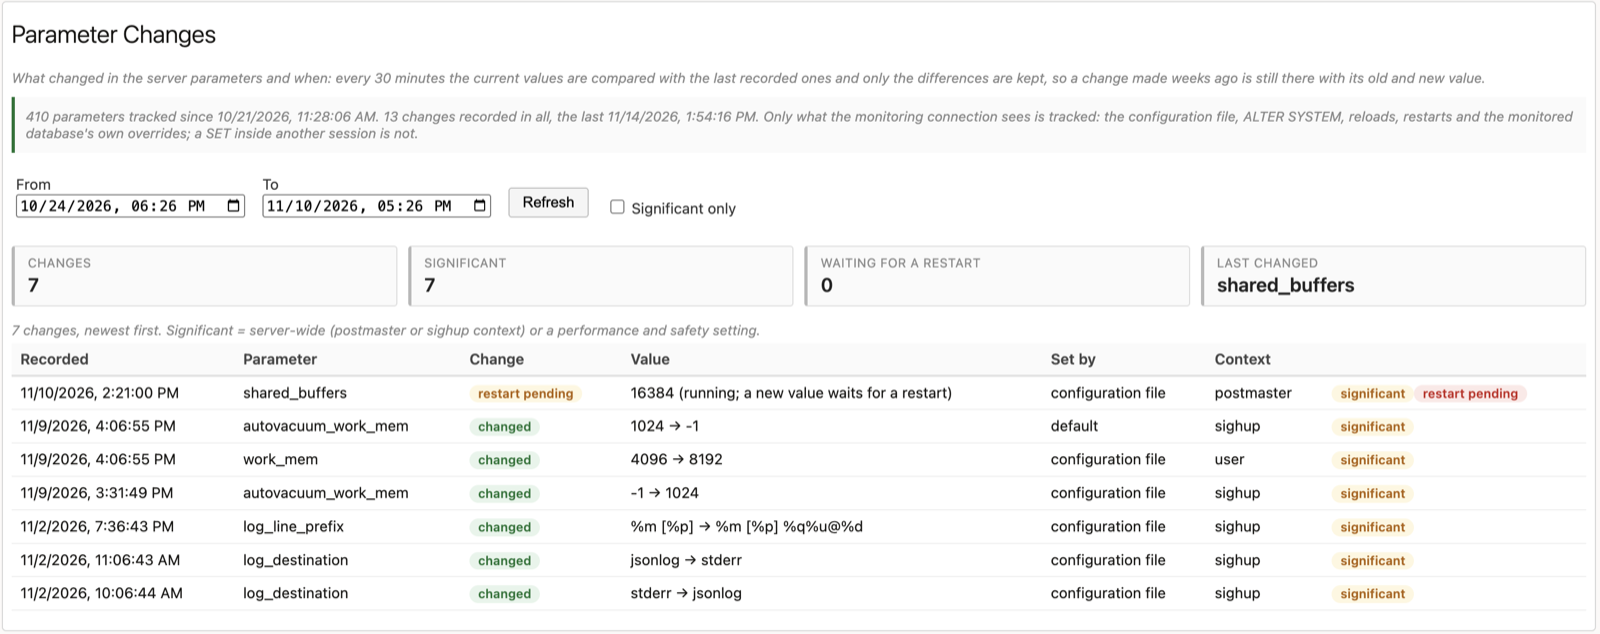 Parameter Changes
What changed in the server parameters and when: every 30 minutes the current values are compared with the last recorded ones and only the differences are kept, so a change made weeks ago is still there with its old and new value.
410 parameters tracked since 10/21/2026, 11:28:06 AM. 13 changes recorded in all, the last 11/14/2026, 1:54:16 PM. Only what the monitoring connection sees is tracked: the configuration file, ALTER SYSTEM, reloads, restarts and the monitored
database's own overrides; a SET inside another session is not.
From To
10/24/2026, 06:26 PM 11/10/2026, 05:26 PM Refresh Significant only
CHANGES SIGNIFICANT WAITING FOR A RESTART LAST CHANGED
7 7 0 shared_buffers
7 changes, newest first. Significant = server-wide (postmaster or sighup context) or a performance and safety setting.
Recorded Parameter Change Value Set by Context
11/10/2026, 2:21:00 PM shared_buffers restart pending 16384 (running; a new value waits for a restart) configuration file postmaster significant restart pending
11/9/2026, 4:06:55 PM autovacuum_work_mem changed 1024 → -1 default sighup significant
11/9/2026, 4:06:55 PM work_mem changed 4096 → 8192 configuration file user significant
11/9/2026, 3:31:49 PM autovacuum_work_mem changed -1 → 1024 configuration file sighup significant
11/2/2026, 7:36:43 PM log_line_prefix changed %m [%p] → %m [%p] %q%u@%d configuration file sighup significant
11/2/2026, 11:06:43 AM log_destination changed jsonlog → stderr configuration file sighup significant
11/2/2026, 10:06:44 AM log_destination changed stderr → jsonlog configuration file sighup significant